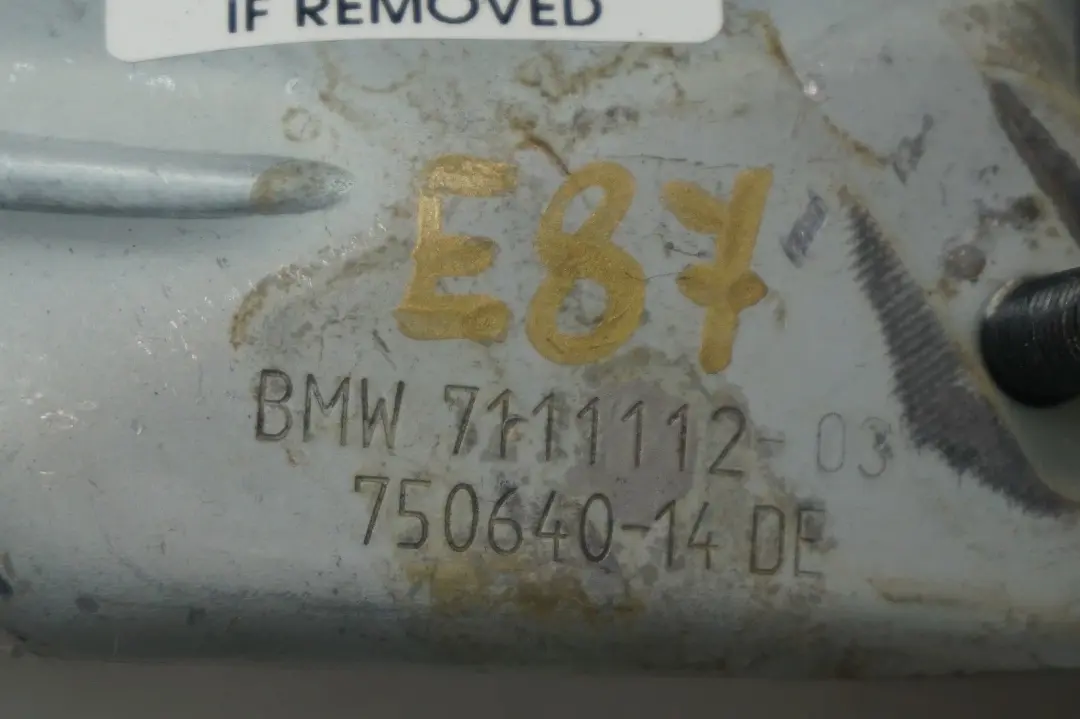 IF REMOVED
E87
BMW 7111112-03
750640-14 DE